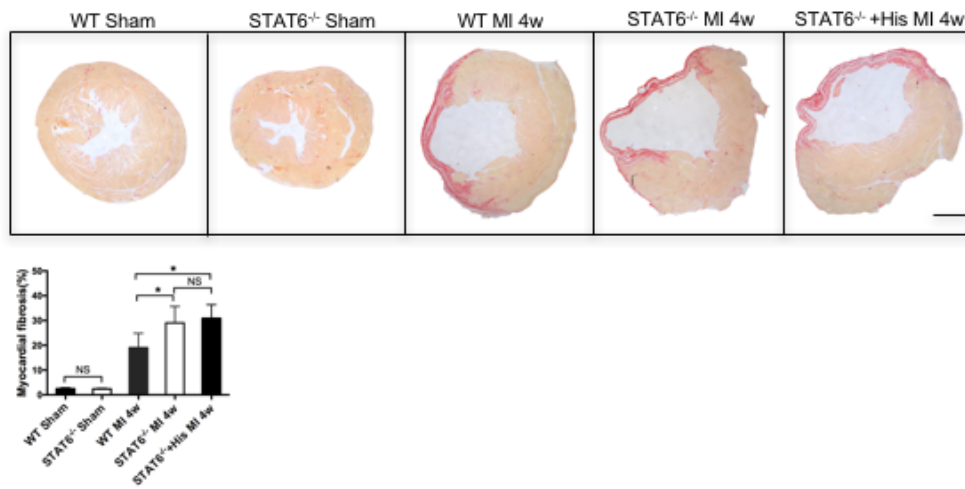 WT Sham STAT6-/- Sham WT MI 4w STAT6-/- MI 4w STAT6-/- +His MI 4w
Myocardial fibrosis(%)
50
40
30
20
10
0
NS
*
*
NS
WT Sham
STAT6-/- Sham
WT MI 4w
STAT6-/- MI 4w
STAT6-/-+His MI 4w